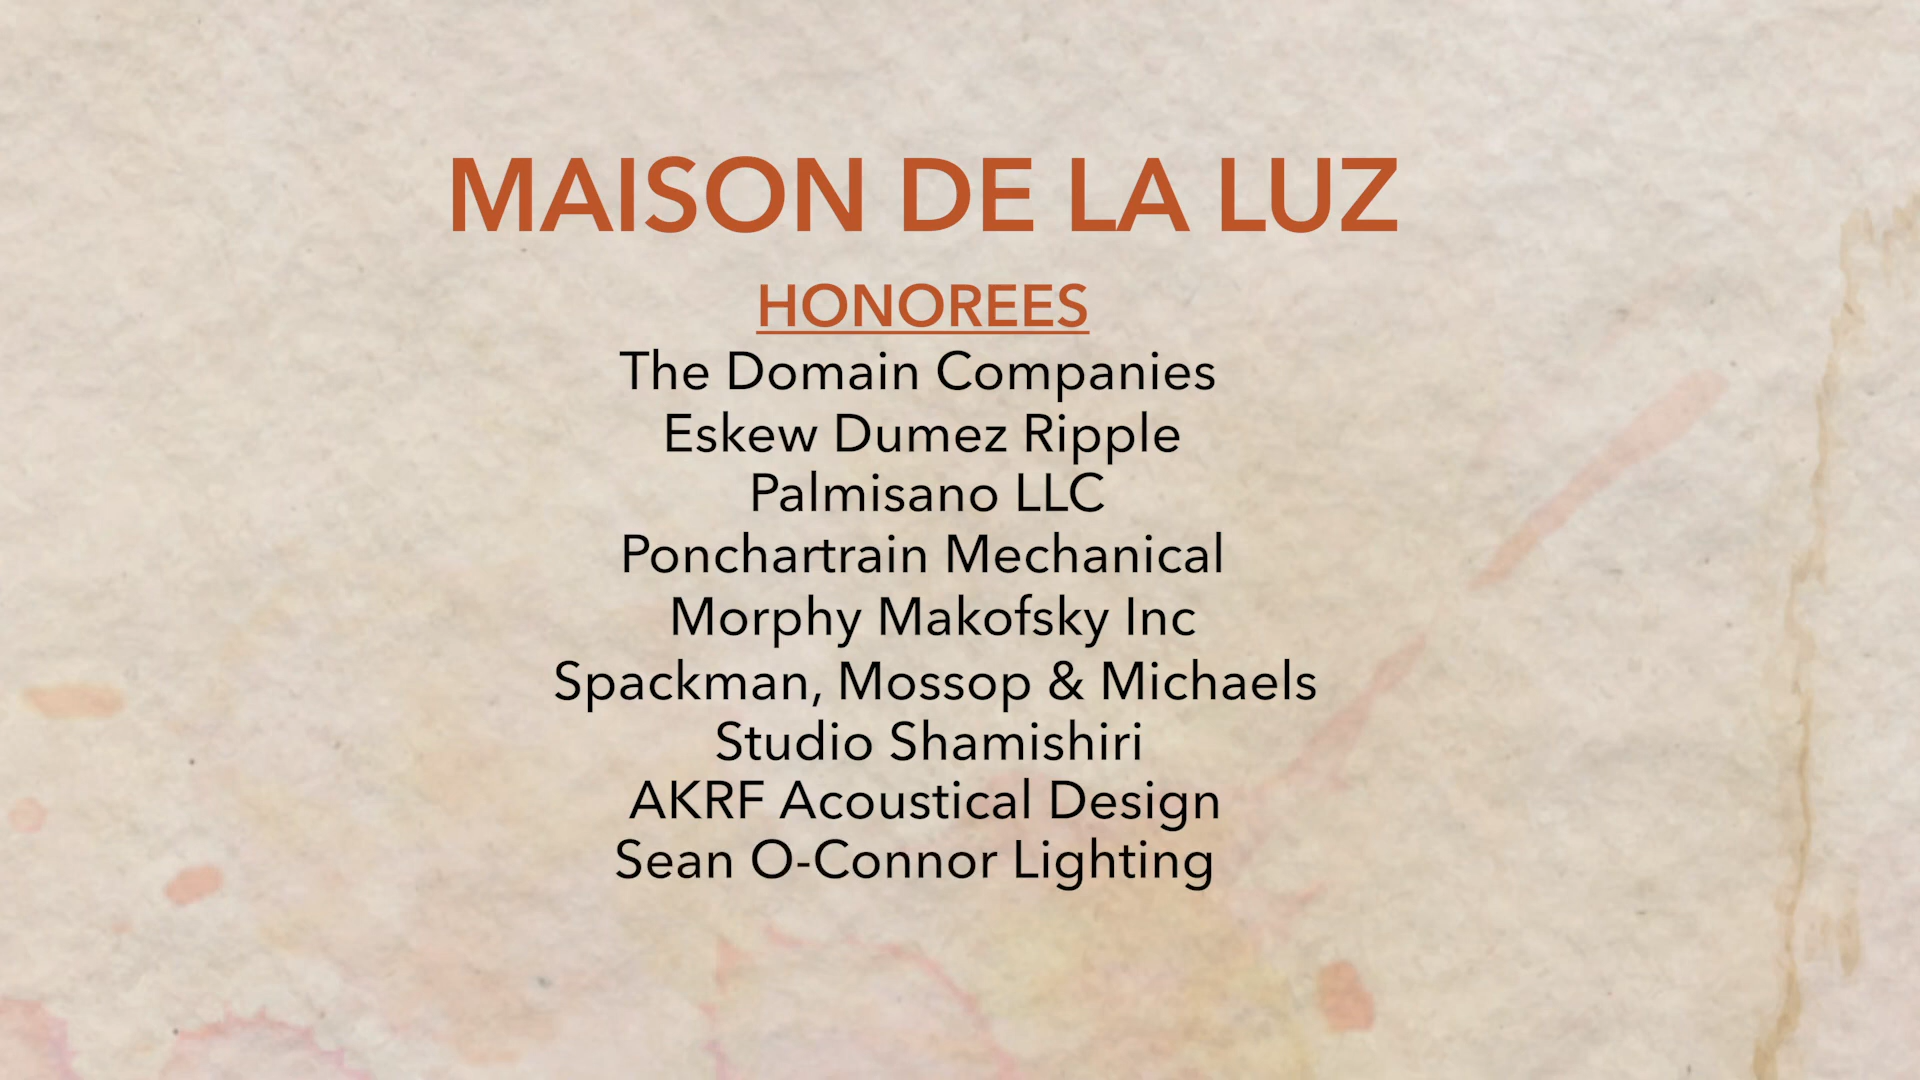 MAISON DE LA LUZ
HONOREES
The Domain Companies
Eskew Dumez Ripple
Palmisano LLC
Ponchartrain Mechanical
Morphy Makofsky Inc
Spackman, Mossop & Michaels
Studio Shamishiri
AKRF Acoustical Design
Sean O-Connor Lighting